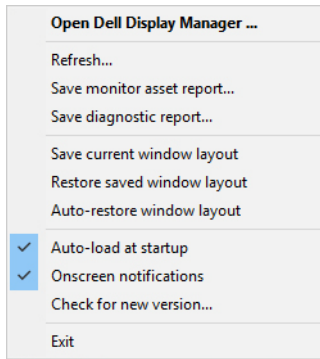 Open Dell Display Manager ...
Refresh...
Save monitor asset report...
Save diagnostic report...
Save current window layout
Restore saved window layout
Auto-restore window layout
Auto-load at startup
Onscreen notifications
Check for new version...
Exit